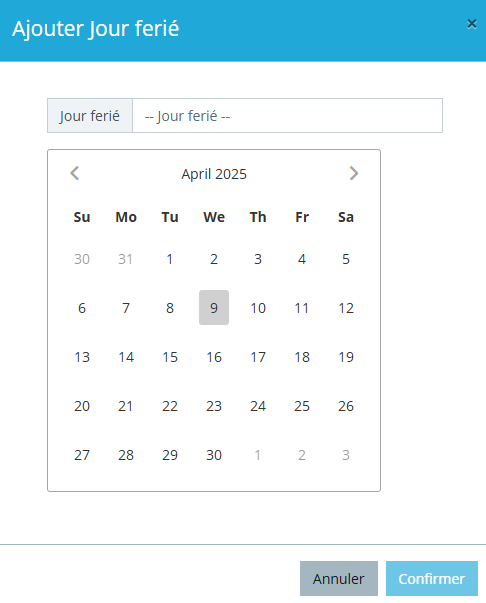 Ajouter Jour ferié
×
Jour ferié -- Jour ferié --
April 2025
Su Mo Tu We Th Fr Sa
30 31 1 2 3 4 5
6 7 8 9 10 11 12
13 14 15 16 17 18 19
20 21 22 23 24 25 26
27 28 29 30 1 2 3
Annuler Confirmer